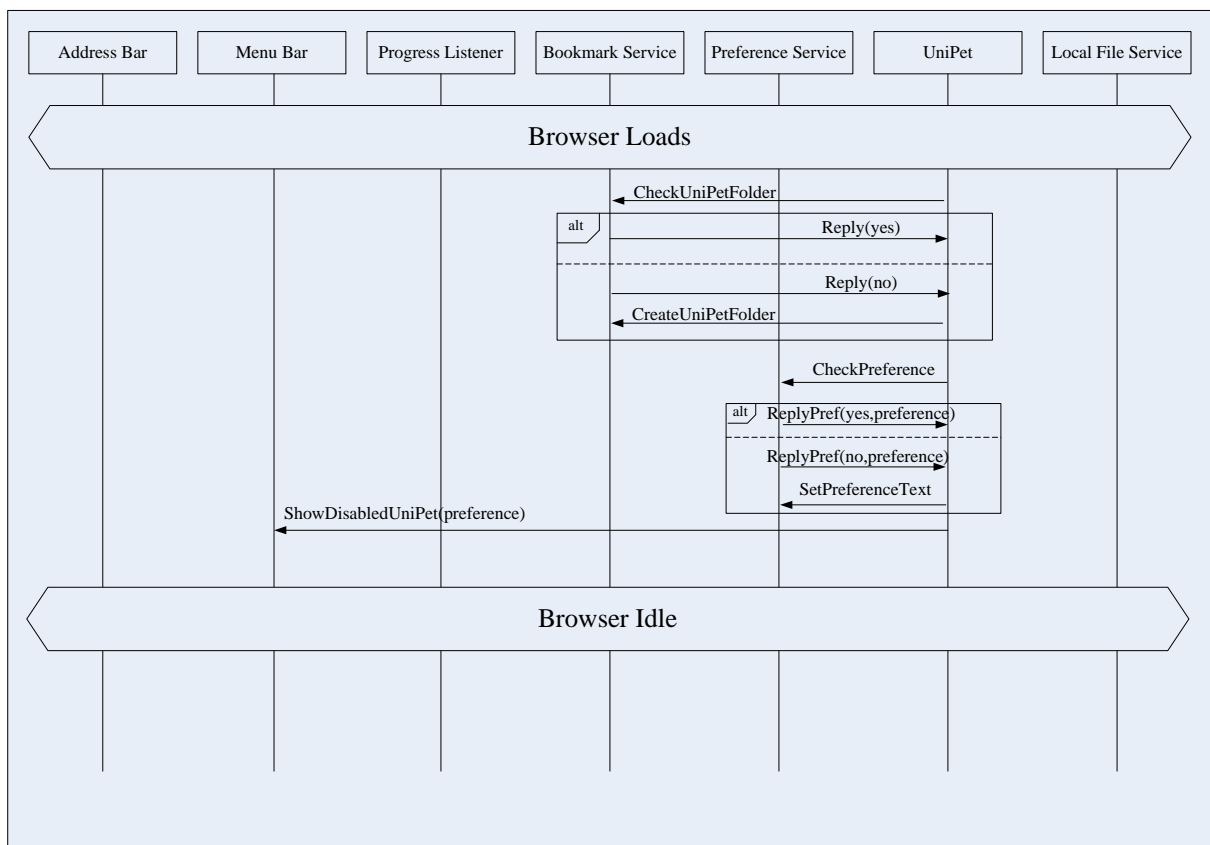 Address Bar
Menu Bar
Progress Listener
Bookmark Service
Preference Service
UniPet
Local File Service
Browser Loads
CheckUniPetFolder
alt
Reply(yes)
Reply(no)
CreateUniPetFolder
CheckPreference
alt
ReplyPref(yes,preference)
ReplyPref(no,preference)
SetPreferenceText
ShowDisabledUniPet(preference)
Browser Idle